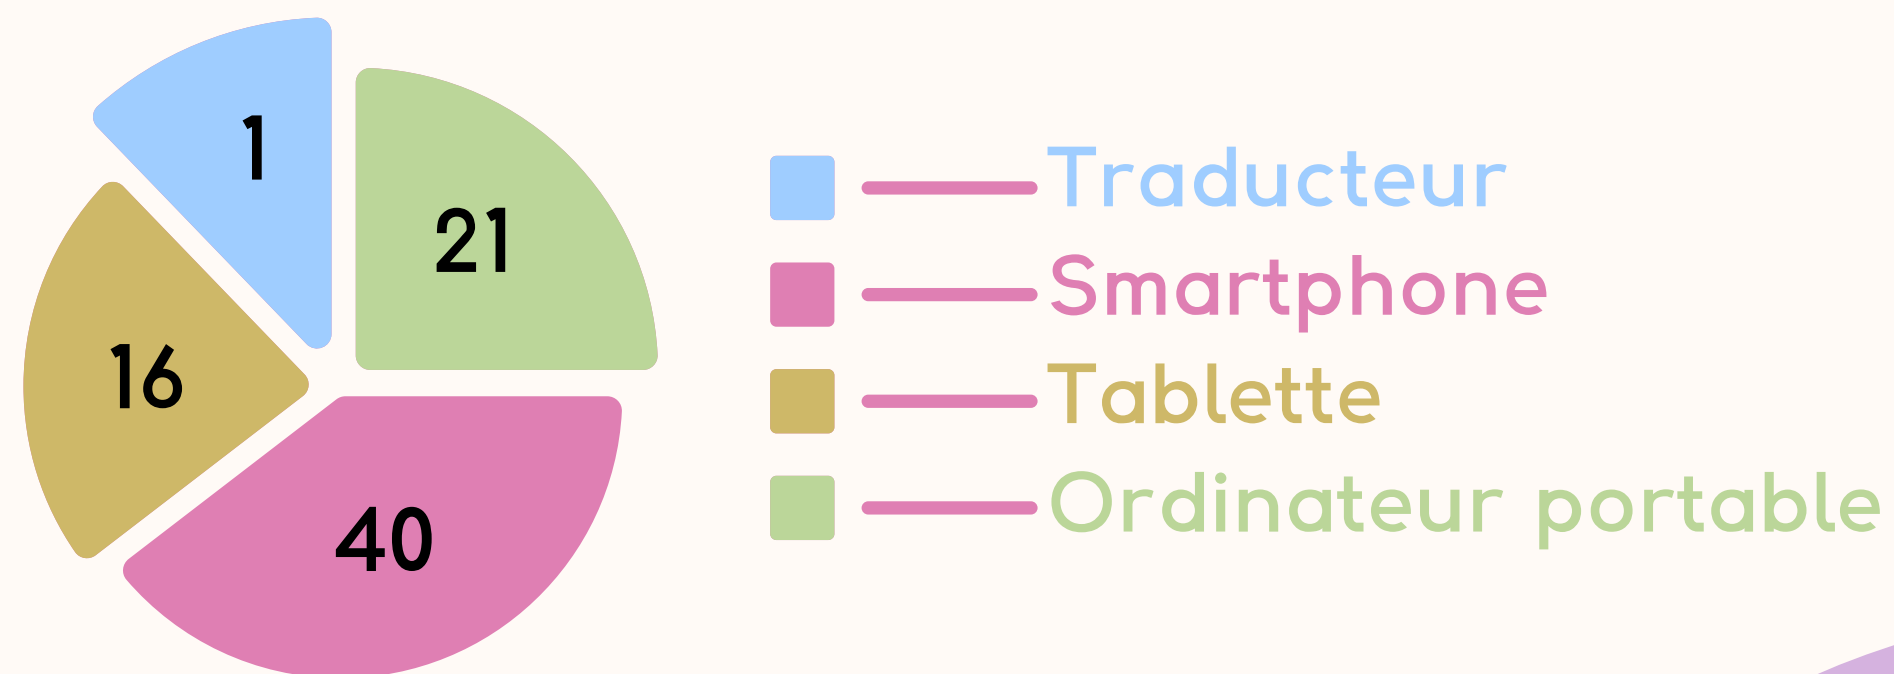 1
21
16
40
Traducteur
Smartphone
Tablette
Ordinateur portable